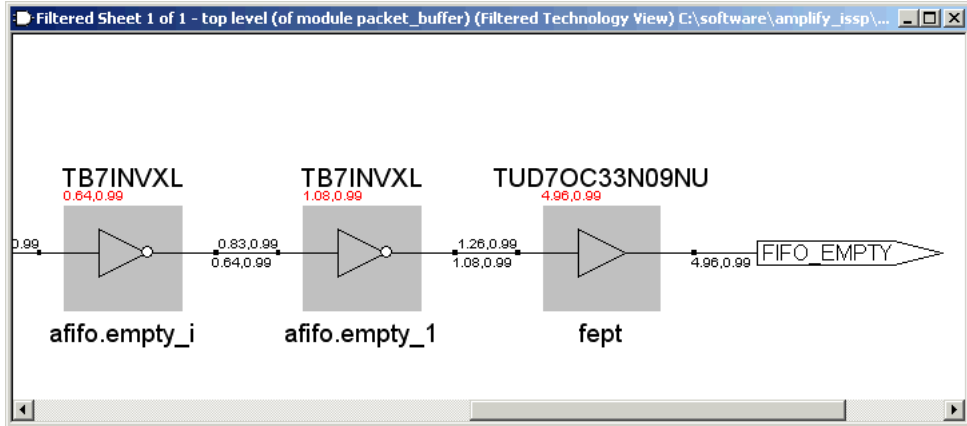 Filtered Sheet 1 of 1 - top level (of module packet_buffer) (Filtered Technology View) C:\software\amplify_issp\...
TB7INVXL
0.64,0.99
TB7INVXL
1.08,0.99
TUD7OC33N09NU
4.96,0.99
0.99
0.83,0.99
0.64,0.99
1.26,0.99
1.08,0.99
4.96,0.99
FIFO_EMPTY
afifo.empty_i
afifo.empty_1
fept